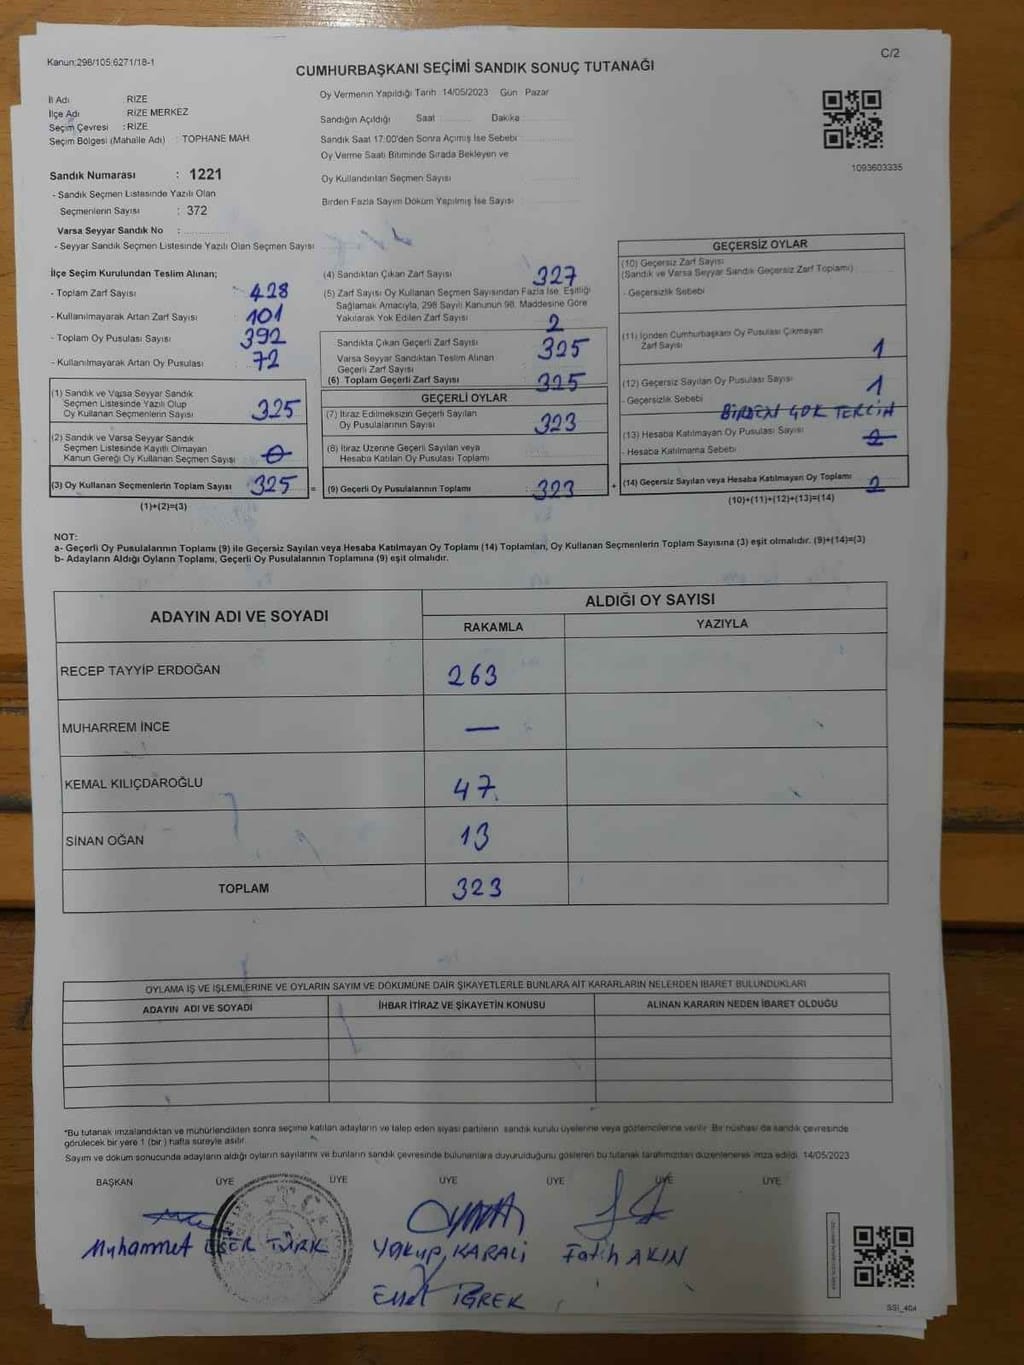 Kanun:298/105:6271/18-1
C/2
CUMHURBAŞKANI SEÇİMİ SANDIK SONUÇ TUTANAĞI
İl Adı RİZE
İlçe Adı RİZE MERKEZ
Seçim Çevresi : RİZE
Seçim Bölgesi (Mahalle Adı) : TOPHANE MAH.
Oy Vermenin Yapıldığı Tarih 14/05/2023 Gün Pazar
Sandığın Açıldığı Saat Dakika
Sandık Saat 17:00'den Sonra Açılmış İse Sebebi
Oy Verme Saati Bitiminde Sırada Bekleyen ve
Oy Kullandırılan Seçmen Sayısı
Birden Fazla Sayım Döküm Yapılmış İse Sayısı
1093603335
Sandık Numarası : 1221
- Sandık Seçmen Listesinde Yazılı Olan
Seçmenlerin Sayısı : 372
Varsa Seyyar Sandık No :
- Seyyar Sandık Seçmen Listesinde Yazılı Olan Seçmen Sayısı
İlçe Seçim Kurulundan Teslim Alınan;
- Toplam Zarf Sayısı 428
- Kullanılmayarak Artan Zarf Sayısı 101
- Toplam Oy Pusulası Sayısı 392
- Kullanılmayarak Artan Oy Pusulası 72
(1) Sandık ve Varsa Seyyar Sandık
Seçmen Listesinde Yazılı Olup
Oy Kullanan Seçmenlerin Sayısı 325
(2) Sandık ve Varsa Seyyar Sandık
Seçmen Listesinde Kayıtlı Olmayan
Kanun Gereği Oy Kullanan Seçmen Sayısı 0
(3) Oy Kullanan Seçmenlerin Toplam Sayısı 325 =
(1)+(2)=(3)
(4) Sandıktan Çıkan Zarf Sayısı 327
(5) Zarf Sayısı Oy Kullanan Seçmen Sayısından Fazla İse, Eşitliği
Sağlamak Amacıyla, 298 Sayılı Kanunun 98. Maddesine Göre
Yakılarak Yok Edilen Zarf Sayısı 2
Sandıkta Çıkan Geçerli Zarf Sayısı 325
Varsa Seyyar Sandıktan Teslim Alınan
Geçerli Zarf Sayısı
(6) Toplam Geçerli Zarf Sayısı 325
GEÇERLİ OYLAR
(7) İtiraz Edilmeksizin Geçerli Sayılan
Oy Pusulalarının Sayısı 323
(8) İtiraz Üzerine Geçerli Sayılan veya
Hesaba Katılan Oy Pusulası Toplamı
(9) Geçerli Oy Pusulalarının Toplamı 323 +
GEÇERSİZ OYLAR
(10) Geçersiz Zarf Sayısı
(Sandık ve Varsa Seyyar Sandık Geçersiz Zarf Toplamı)
- Geçersizlik Sebebi
(11) İçinden Cumhurbaşkanı Oy Pusulası Çıkmayan
Zarf Sayısı 1
(12) Geçersiz Sayılan Oy Pusulası Sayısı 1
- Geçersizlik Sebebi BİRDEN ÇOK TERCİH
(13) Hesaba Katılmayan Oy Pusulası Sayısı
- Hesaba Katılmama Sebebi
(14) Geçersiz Sayılan veya Hesaba Katılmayan Oy Toplamı 2
(10)+(11)+(12)+(13)=(14)
NOT:
a- Geçerli Oy Pusulalarının Toplamı (9) ile Geçersiz Sayılan veya Hesaba Katılmayan Oy Toplamı (14) Toplamları, Oy Kullanan Seçmenlerin Toplam Sayısına (3) eşit olmalıdır. (9)+(14)=(3)
b- Adayların Aldığı Oyların Toplamı, Geçerli Oy Pusulalarının Toplamına (9) eşit olmalıdır.
ADAYIN ADI VE SOYADI
ALDIĞI OY SAYISI
RAKAMLA YAZIYLA
RECEP TAYYİP ERDOĞAN 263
MUHARREM İNCE —
KEMAL KILIÇDAROĞLU 47
SİNAN OĞAN 13
TOPLAM 323
OYLAMA İŞ VE İŞLEMLERİNE VE OYLARIN SAYIM VE DÖKÜMÜNE DAİR ŞİKAYETLERLE BUNLARA AİT KARARLARIN NELERDEN İBARET BULUNDUKLARI
ADAYIN ADI VE SOYADI İHBAR İTİRAZ VE ŞİKAYETİN KONUSU ALINAN KARARIN NEDEN İBARET OLDUĞU
*Bu tutanak imzalandıktan ve mühürlendikten sonra seçime katılan adayların ve talep eden siyasi partilerin sandık kurulu üyelerine veya gözlemcilerine verilir. Bir nüshası da sandık çevresinde
görülecek bir yere 1 (bir ) hafta süreyle asılır.
Sayım ve döküm sonucunda adayların aldığı oyların sayılarını ve bunların sandık çevresinde bulunanlara duyurulduğunu gösteren bu tutanak tarafımızdan düzenlenerek imza edildi. 14/05/2023
BAŞKAN ÜYE ÜYE ÜYE ÜYE ÜYE ÜYE
Muhammet ESER TÜRK Yakup KARALİ Fatih AKIN
İĞREK
SSİ_40A